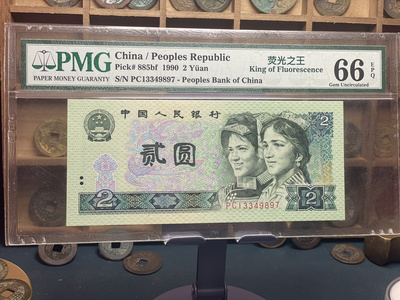 PMG
PAPER MONEY GUARANTY
China / Peoples Republic
Pick# 885bf 1990 2 Yüan
S/N PC13349897 - Peoples Bank of China
荧光之王
King of Fluorescence
66 EPQ
Gem Uncirculated
中国人民银行
2
贰圆
2
2
PC13349897